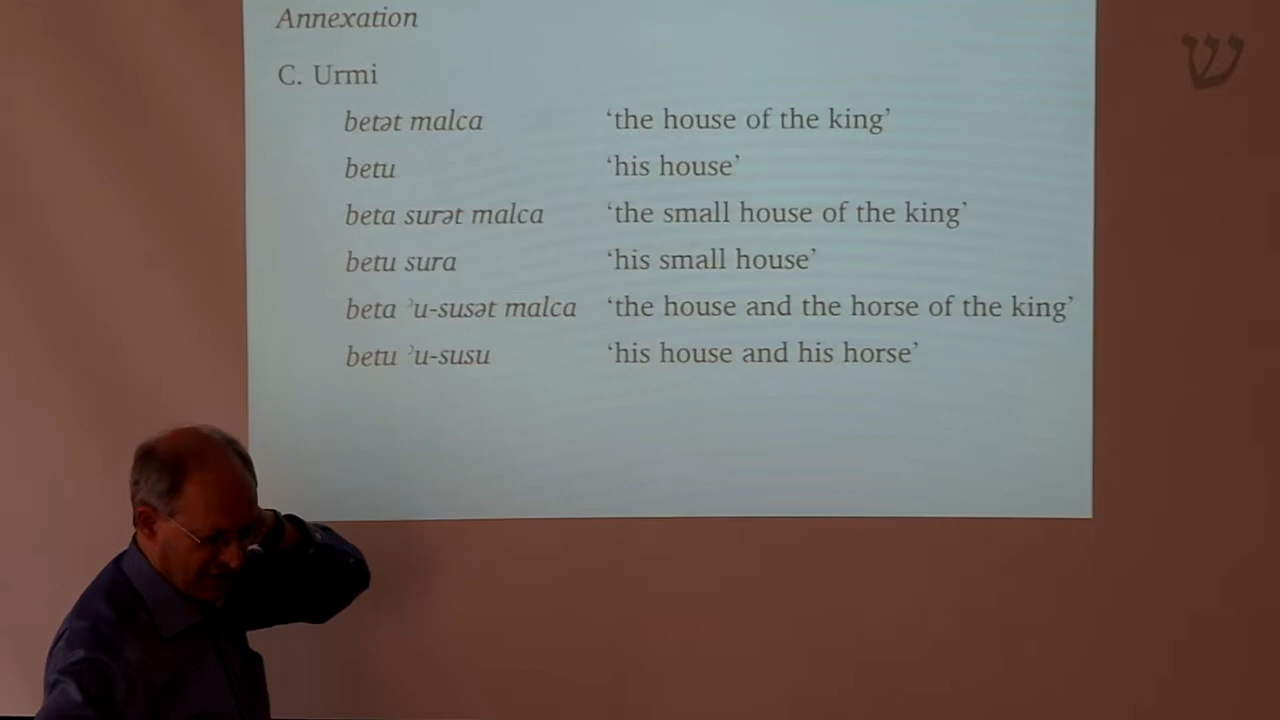 Annexation
ש
C. Urmi
betət malca ‘the house of the king’
betu ‘his house’
beta surət malca ‘the small house of the king’
betu sura ‘his small house’
beta ʾu-susət malca ‘the house and the horse of the king’
betu ʾu-susu ‘his house and his horse’